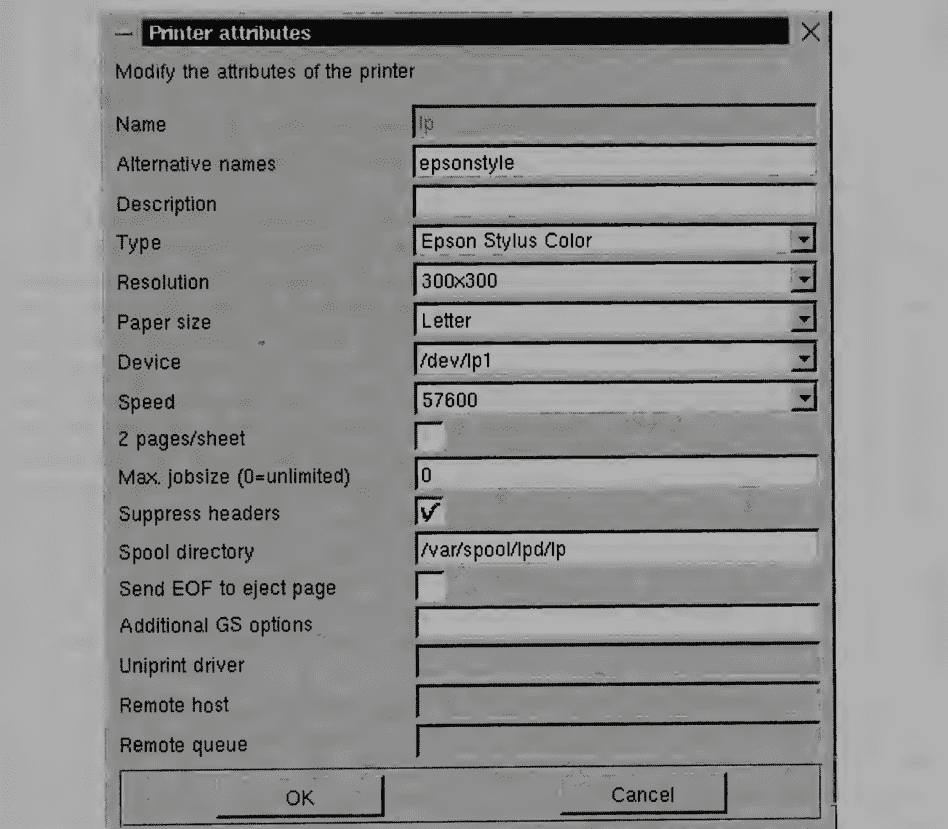 Printer attributes
Modify the attributes of the printer
Name lp
Alternative names epsonstyle
Description
Type Epson Stylus Color
Resolution 300x300
Paper size Letter
Device /dev/lp1
Speed 57600
2 pages/sheet
Max. jobsize (0=unlimited) 0
Suppress headers
Spool directory /var/spool/lpd/lp
Send EOF to eject page
Additional GS options
Uniprint driver
Remote host
Remote queue
OK Cancel